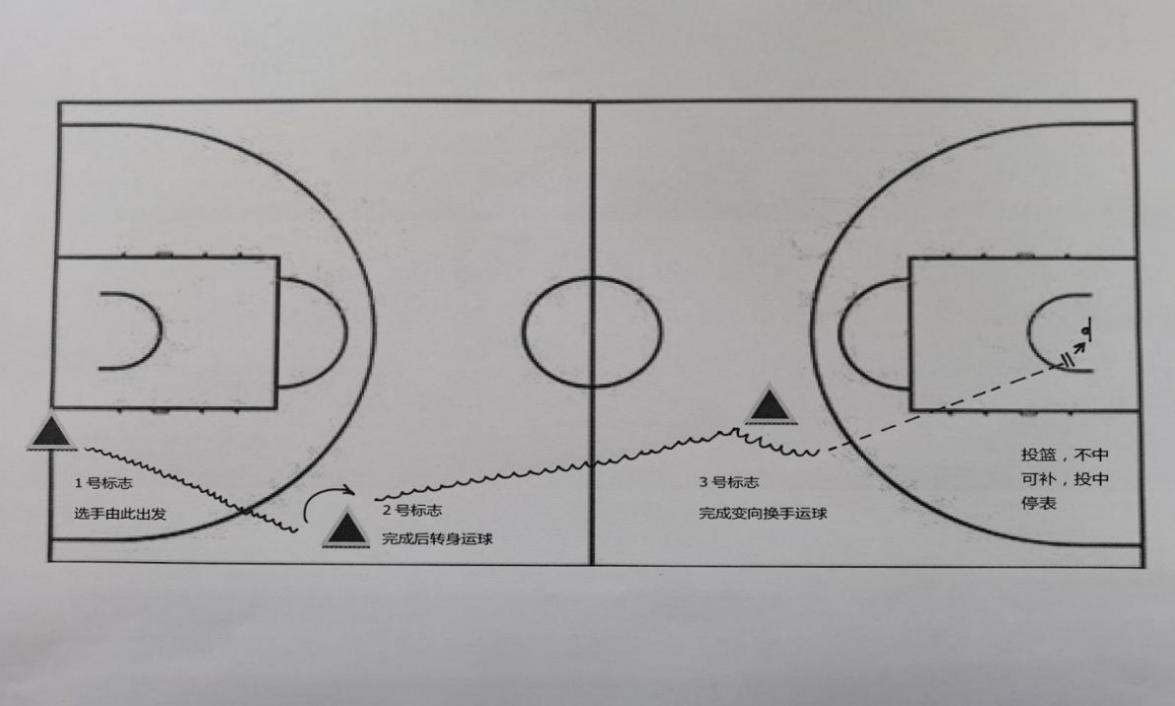 1号标志
选手由此出发
2号标志
完成后转身运球
3号标志
完成变向换手运球
投篮，不中
可补，投中
停表